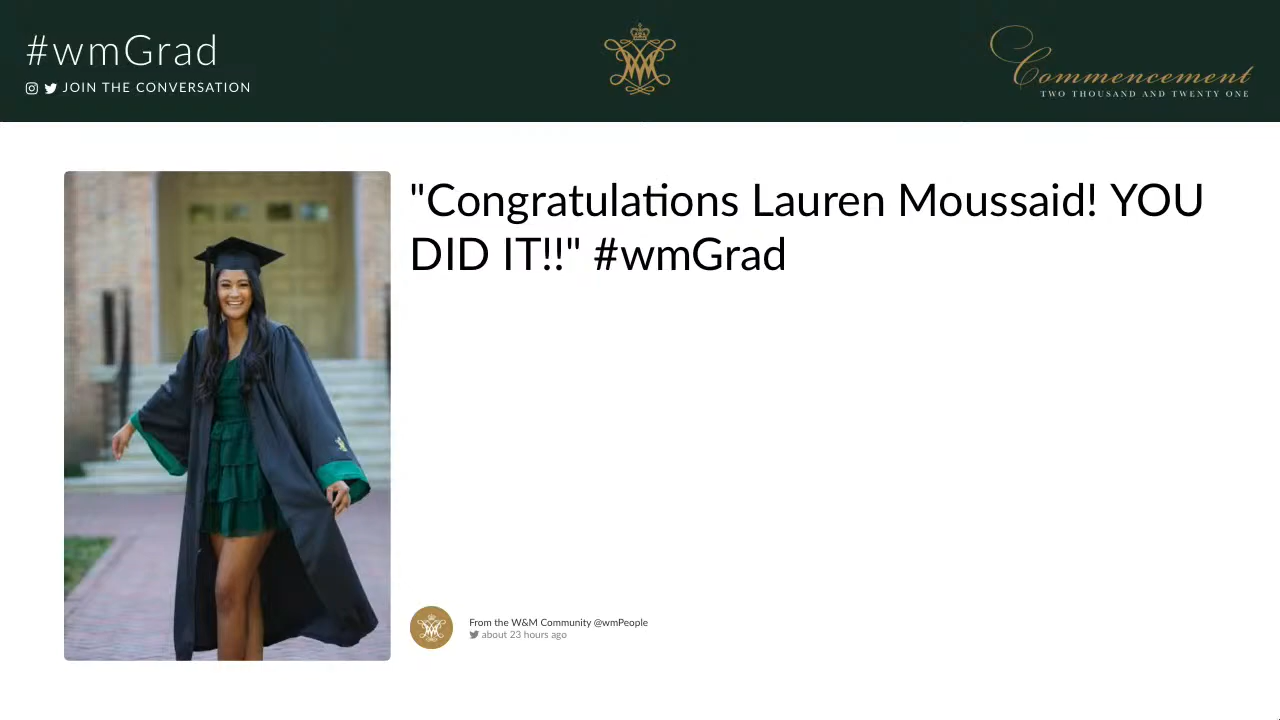 #wmGrad
JOIN THE CONVERSATION
Commencement
TWO THOUSAND AND TWENTY ONE
"Congratulations Lauren Moussaid! YOU
DID IT!!" #wmGrad
From the W&M Community @wmPeople
about 23 hours ago